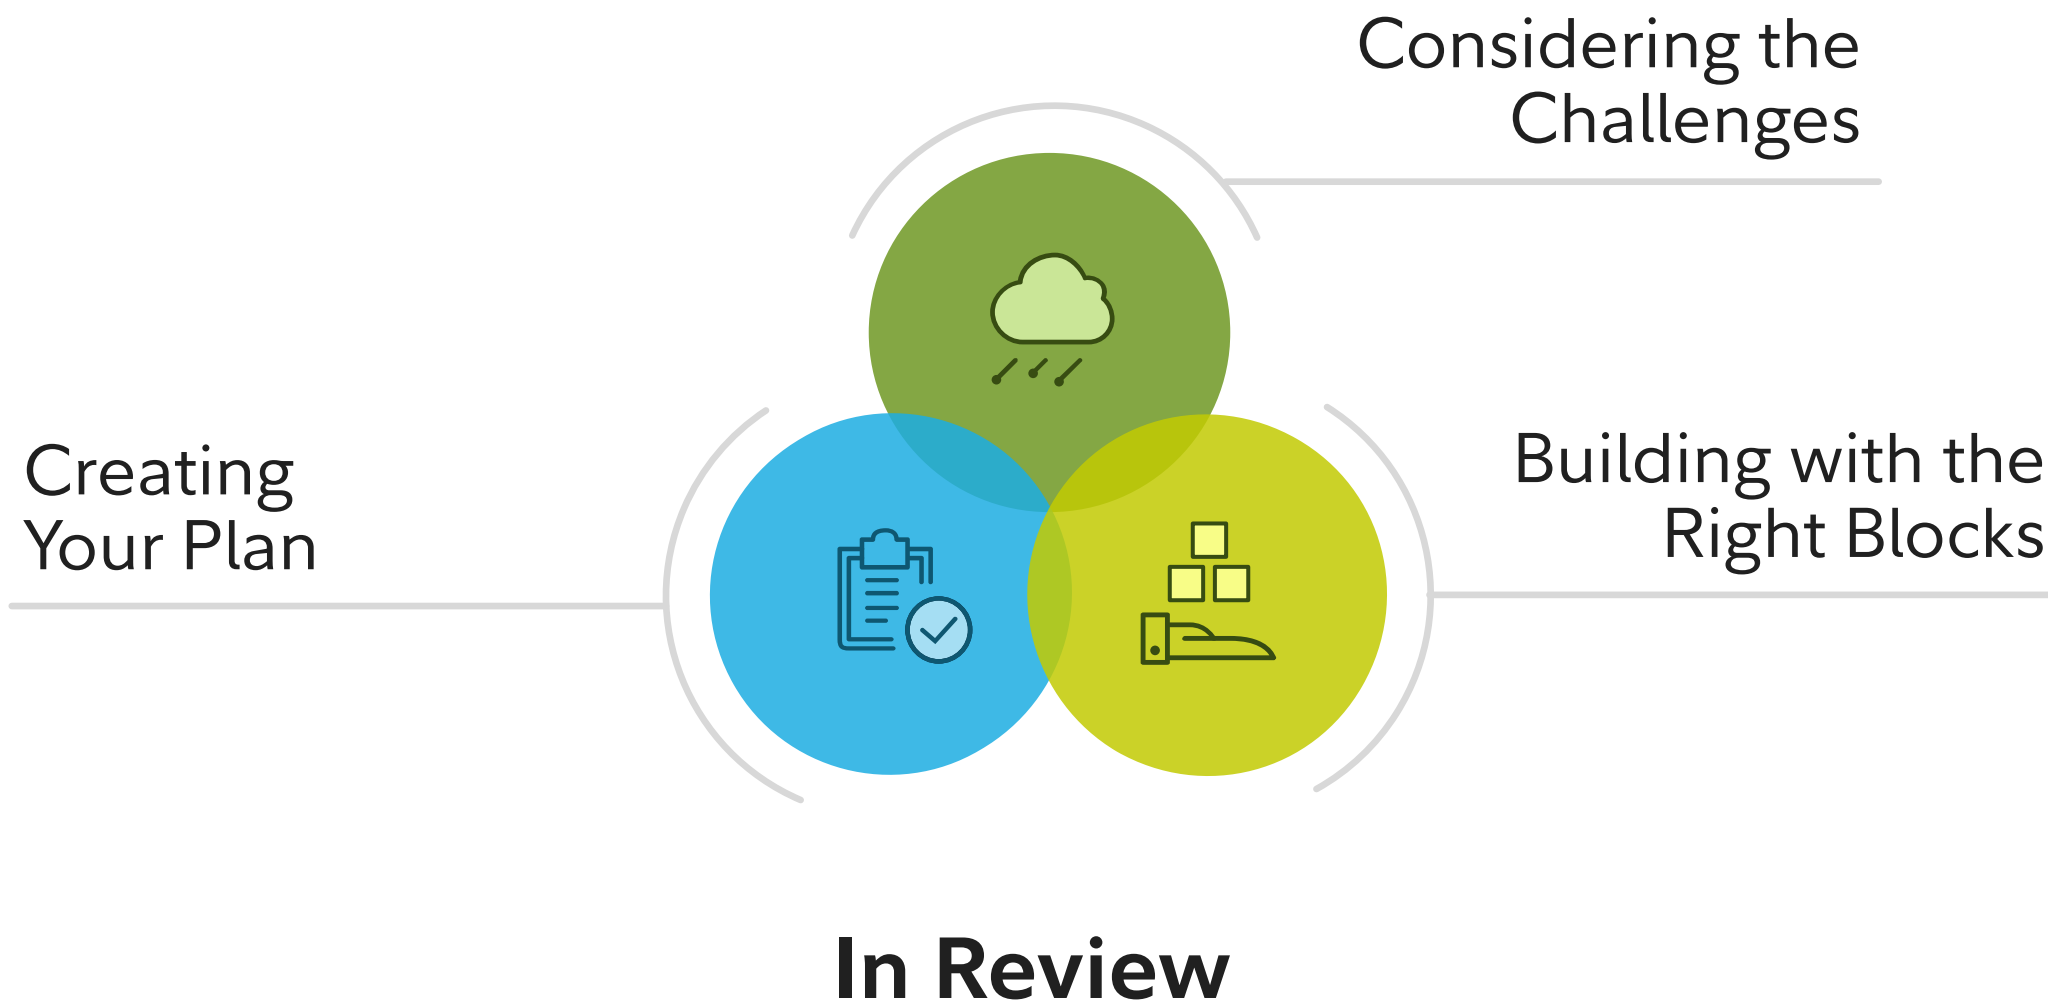 Considering the
Challenges
Creating
Your Plan
Building with the
Right Blocks
In Review